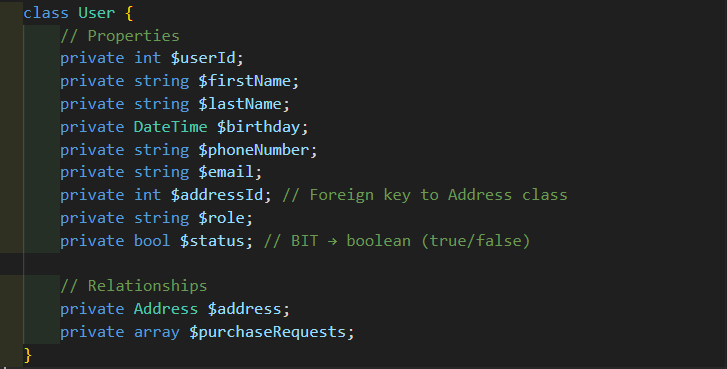 class User {
// Properties
private int $userId;
private string $firstName;
private string $lastName;
private DateTime $birthday;
private string $phoneNumber;
private string $email;
private int $addressId; // Foreign key to Address class
private string $role;
private bool $status; // BIT → boolean (true/false)
// Relationships
private Address $address;
private array $purchaseRequests;
}